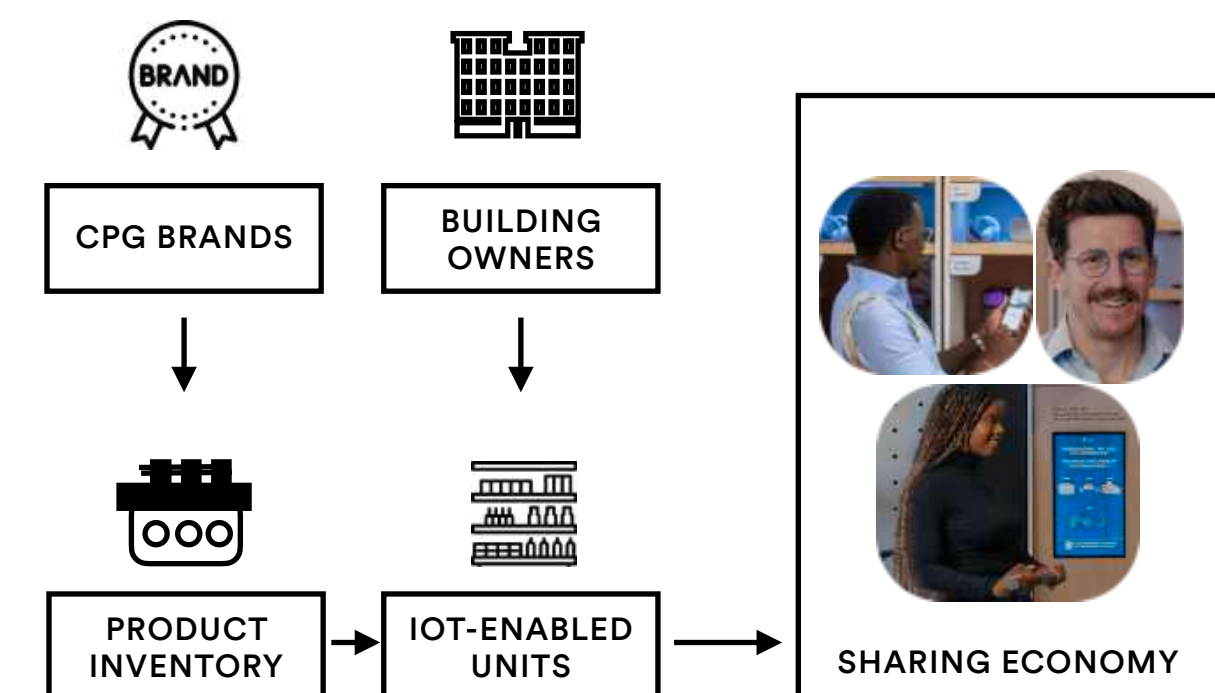 BRAND
CPG BRANDS
BUILDING
OWNERS
PRODUCT
INVENTORY
IOT-ENABLED
UNITS
SHARING ECONOMY